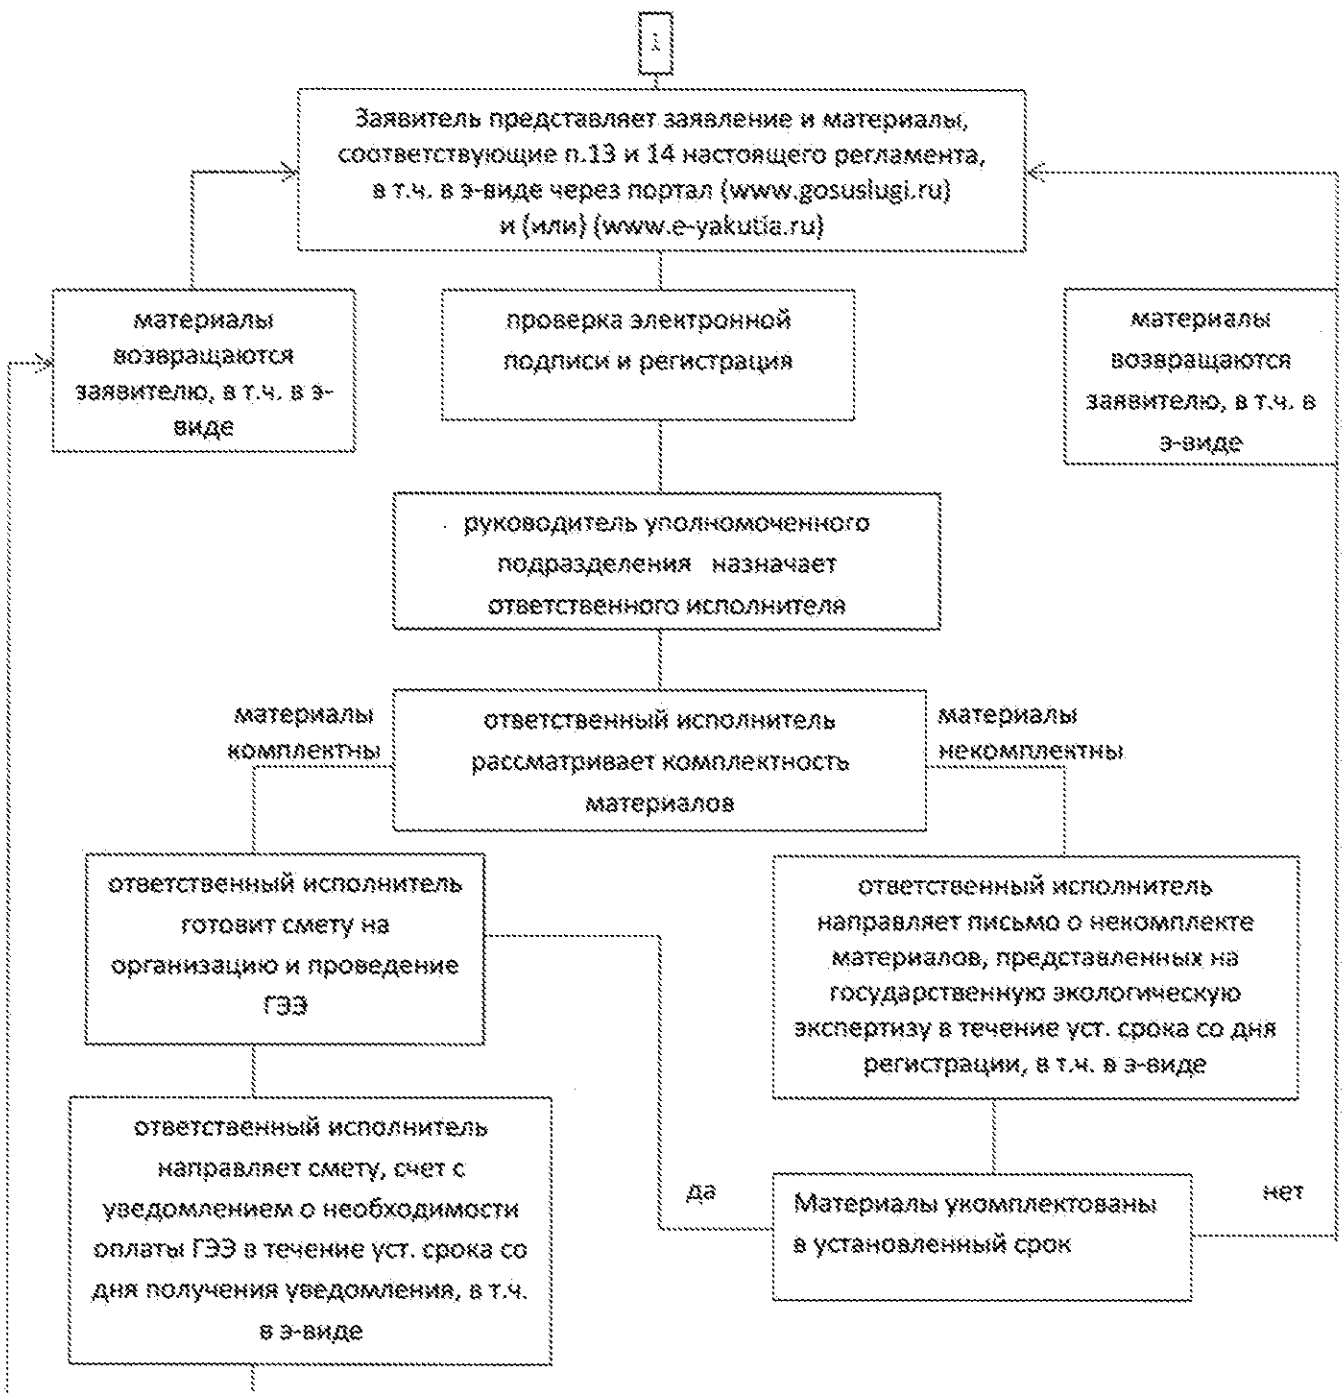 1
Заявитель представляет заявление и материалы,
соответствующие п.13 и 14 настоящего регламента,
в т.ч. в э-виде через портал (www.gosuslugi.ru)
и (или) (www.e-yakutia.ru)
материалы
возвращаются
заявителю, в т.ч. в э-
виде
проверка электронной
подписи и регистрация
материалы
возвращаются
заявителю, в т.ч. в
э-виде
руководитель уполномоченного
подразделения назначает
ответственного исполнителя
материалы
комплектны
ответственный исполнитель
рассматривает комплектность
материалов
материалы
некомплектны
ответственный исполнитель
готовит смету на
организацию и проведение
ГЭЭ
ответственный исполнитель
направляет письмо о некомплекте
материалов, представленных на
государственную экологическую
экспертизу в течение уст. срока со дня
регистрации, в т.ч. в э-виде
ответственный исполнитель
направляет смету, счет с
уведомлением о необходимости
оплаты ГЭЭ в течение уст. срока со
дня получения уведомления, в т.ч.
в э-виде
да
Материалы укомплектованы
в установленный срок
нет